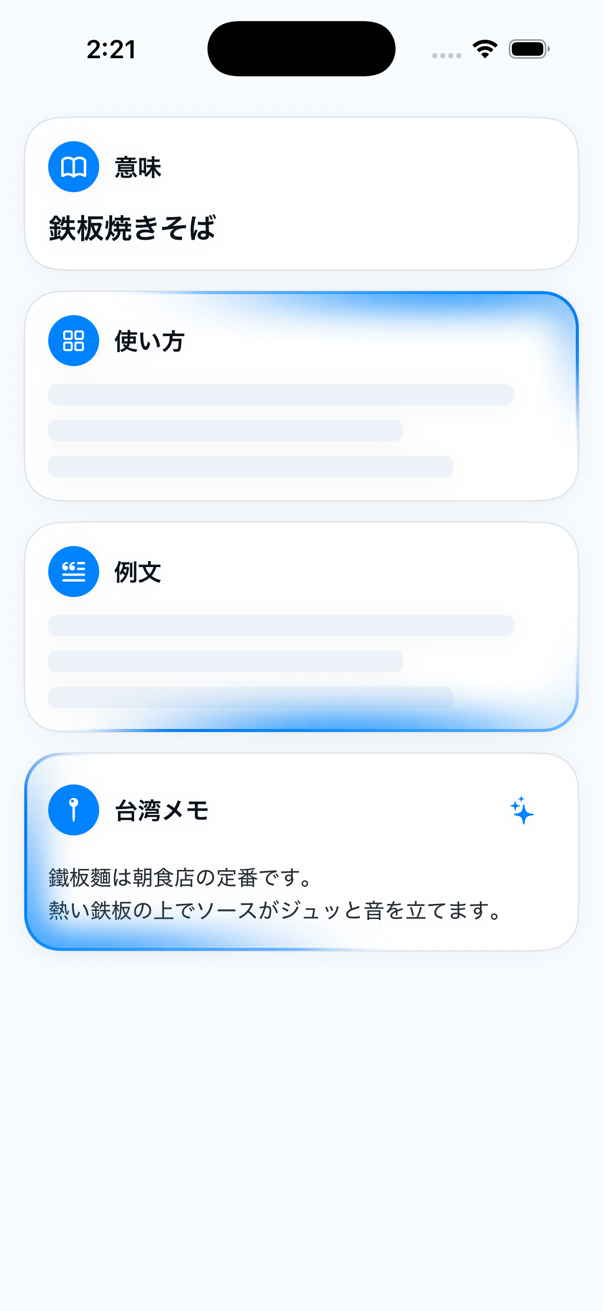 2:21
意味
鉄板焼きそば
使い方
例文
台湾メモ
鐵板麵は朝食店の定番です。
熱い鉄板の上でソースがジュッと音を立てます。